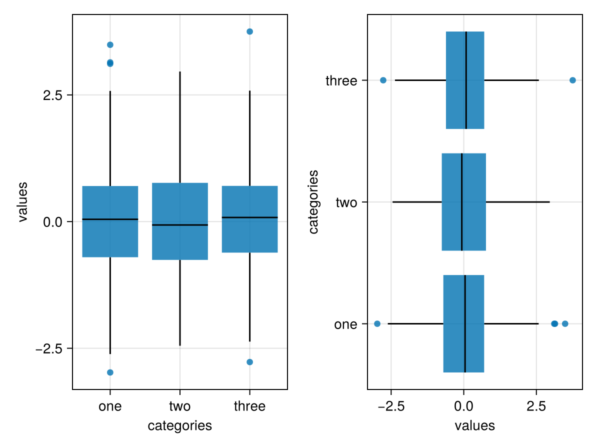 values
2.5
0.0
−2.5
one two three
categories
categories
three
two
one
−2.5 0.0 2.5
values